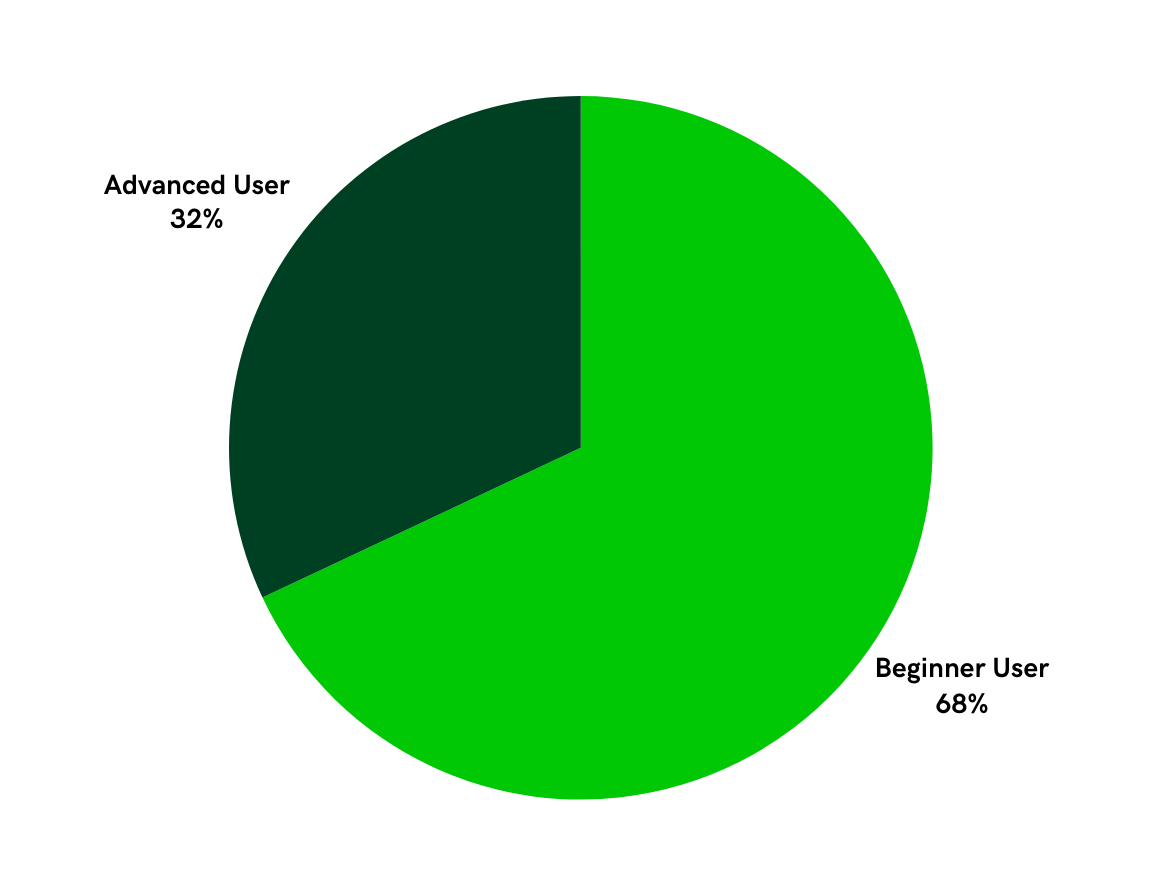 Advanced User
32%
Beginner User
68%